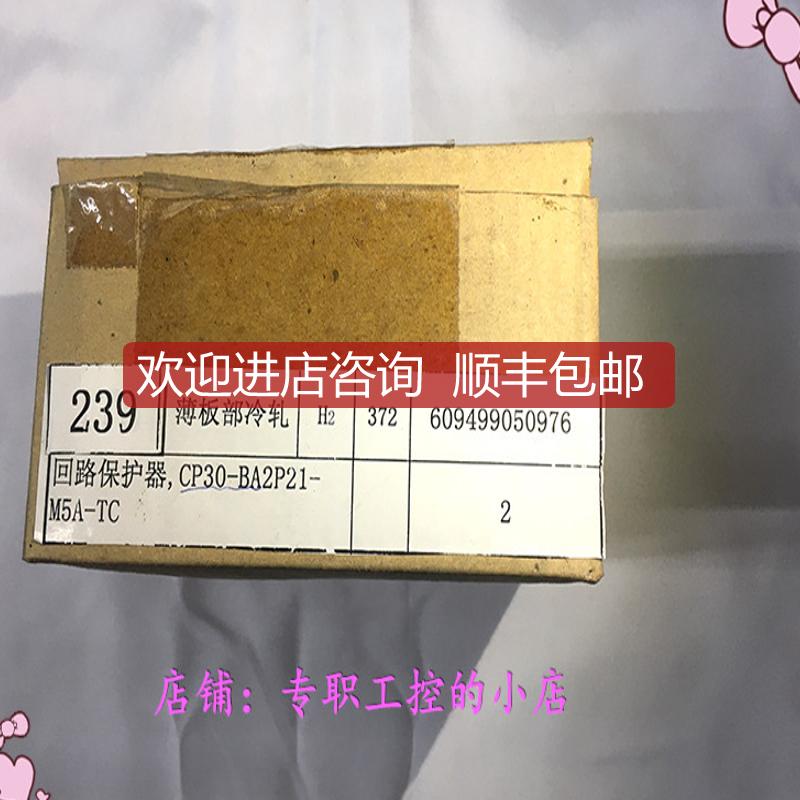 欢迎进店咨询 顺丰包邮
239 薄板部冷轧 H2 372 609499050976
回路保护器,CP30-BA2P21-
M5A-TC 2
店铺：专职工控的小店